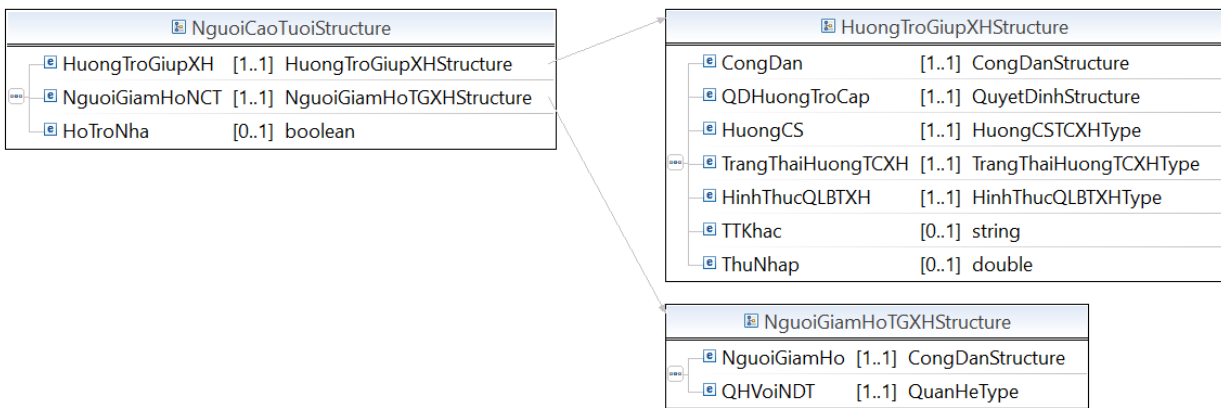 NguoiCaoTuoiStructure
HuongTroGiupXH [1..1] HuongTroGiupXHStructure
NguoiGiamHoNCT [1..1] NguoiGiamHoTGXHStructure
HoTroNha [0..1] boolean
HuongTroGiupXHStructure
CongDan [1..1] CongDanStructure
QDHuongTroCap [1..1] QuyetDinhStructure
HuongCS [1..1] HuongCSTCXHType
TrangThaiHuongTCXH [1..1] TrangThaiHuongTCXHType
HinhThucQLBTXH [1..1] HinhThucQLBTXHType
TTKhac [0..1] string
ThuNhap [0..1] double
NguoiGiamHoTGXHStructure
NguoiGiamHo [1..1] CongDanStructure
QHVoiNDT [1..1] QuanHeType